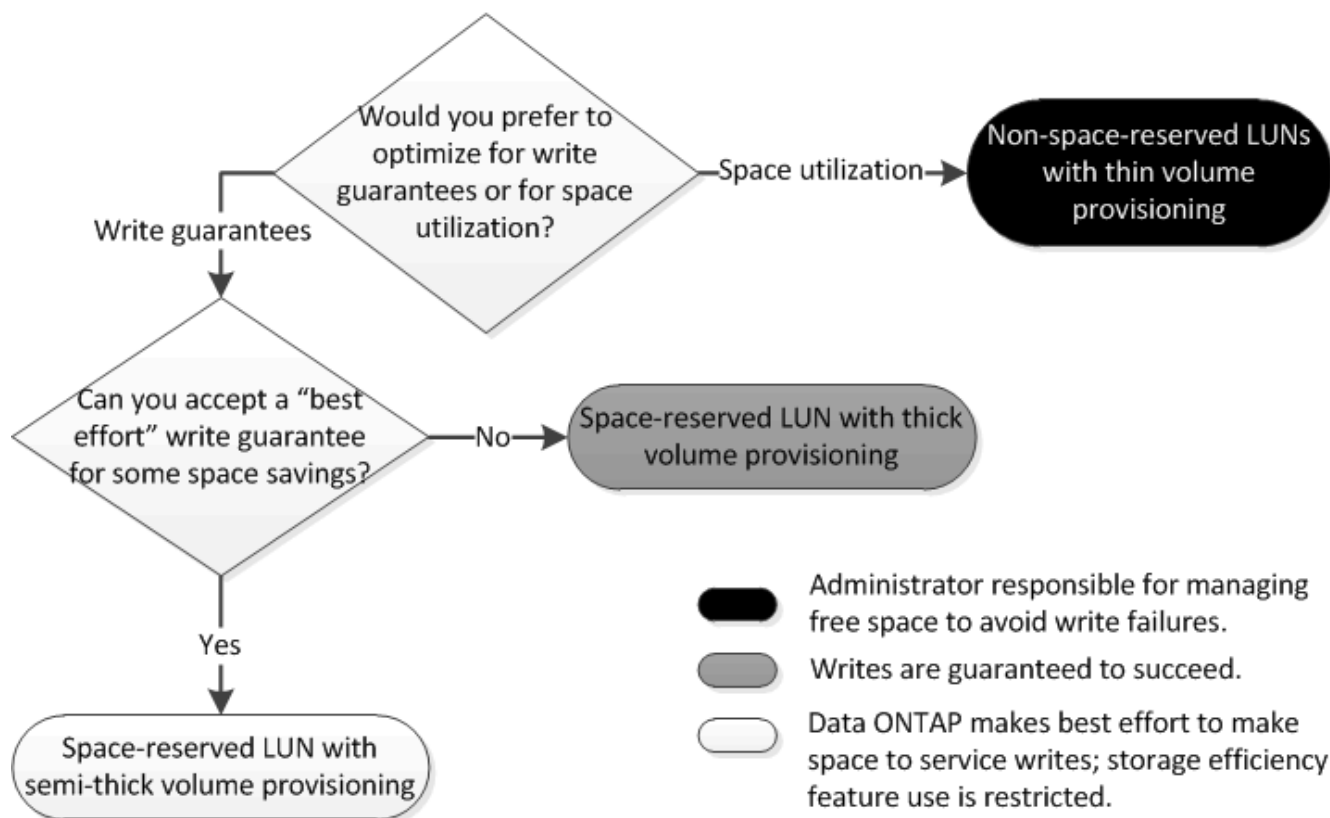 Would you prefer to
optimize for write
guarantees or for space
utilization?
Space utilization
Non-space-reserved LUNs
with thin volume
provisioning
Write guarantees
Can you accept a “best
effort” write guarantee
for some space savings?
No
Space-reserved LUN with thick
volume provisioning
Yes
Space-reserved LUN with
semi-thick volume provisioning
Administrator responsible for managing
free space to avoid write failures.
Writes are guaranteed to succeed.
Data ONTAP makes best effort to make
space to service writes; storage efficiency
feature use is restricted.